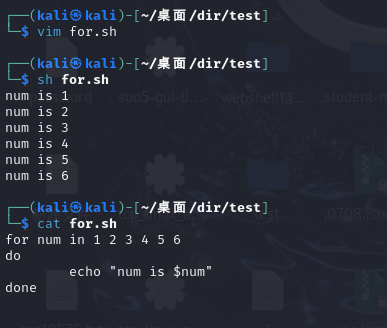 ┌──(kali㉿kali)-[~/桌面/dir/test]
└─$ vim for.sh
┌──(kali㉿kali)-[~/桌面/dir/test]
└─$ sh for.sh
num is 1
num is 2
num is 3
num is 4
num is 5
num is 6
┌──(kali㉿kali)-[~/桌面/dir/test]
└─$ cat for.sh
for num in 1 2 3 4 5 6
do
        echo "num is $num"
done